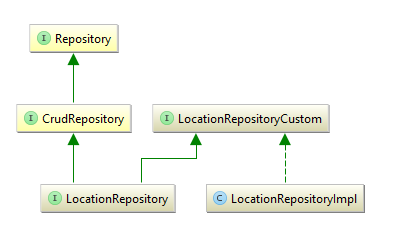 I Repository
I CrudRepository
I LocationRepositoryCustom
I LocationRepository
C LocationRepositoryImpl